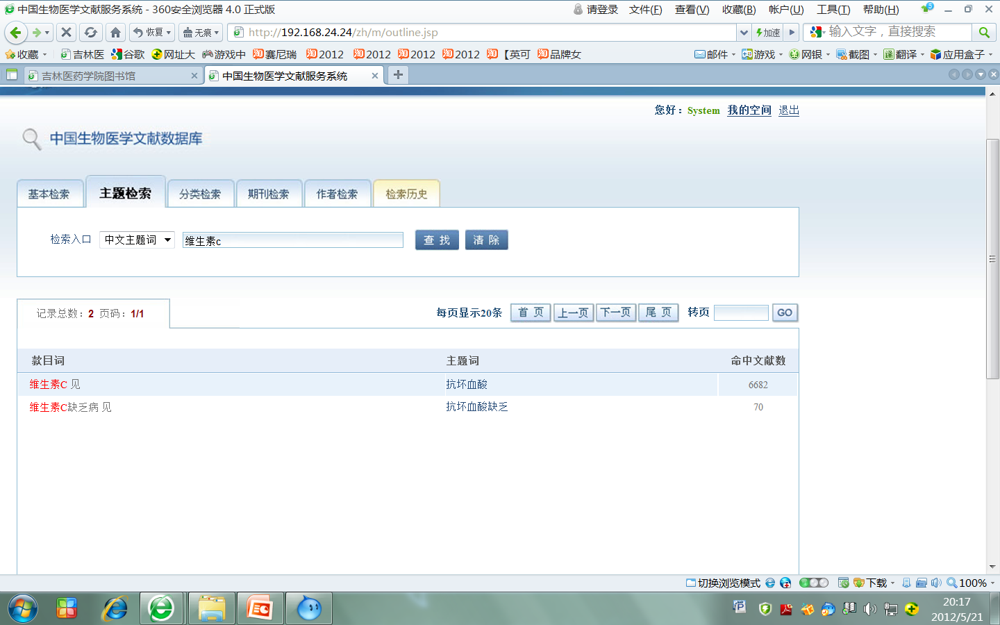 中国生物医学文献服务系统 - 360安全浏览器 4.0 正式版 请登录 文件(F) 查看(V) 收藏(B) 帐户(U) 工具(T) 帮助(H) 5
恢复 无痕 http://192.168.24.24/zh/m/outline.jsp 加速 输入文字，直接搜索
收藏 吉林医 谷歌 网址大 游戏中 淘 赛尼瑞 淘 2012 淘 2012 淘 2012 淘 2012 淘 【英可 淘 品牌女 邮件 游戏 网银 截图 译 翻译 应用盒子
吉林医药学院图书馆 中国生物医学文献服务系统
您好：System 我的空间 退出
中国生物医学文献数据库
基本检索 主题检索 分类检索 期刊检索 作者检索 检索历史
检索入口 中文主题词 维生素c 查 找 清 除
记录总数：2 页码：1/1 每页显示20条 首 页 上一页 下一页 尾 页 转页 GO
款目词 主题词 命中文献数
维生素C 见 抗坏血酸 6682
维生素C缺乏病 见 抗坏血酸缺乏 70
切换浏览模式 下载 100%
20:17
2012/5/21